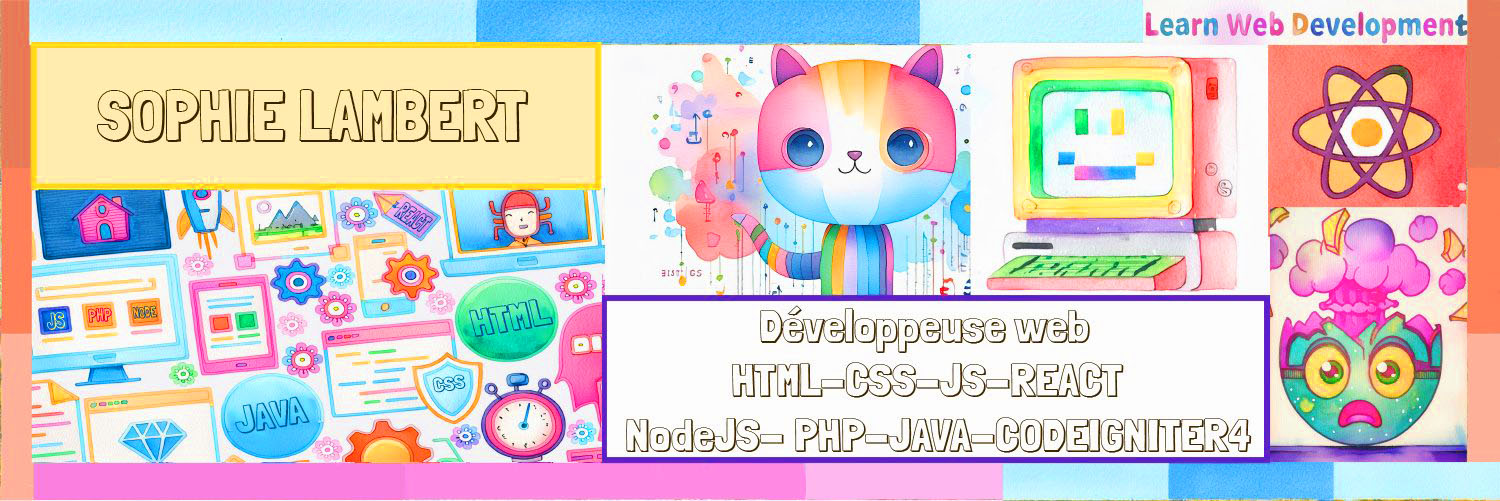 Learn Web Development
SOPHIE LAMBERT
REACT
JS
PHP
NODE
HTML
CSS
JAVA
Développeuse web
HTML-CSS-JS-REACT
NodeJS- PHP-JAVA-CODEIGNITER4